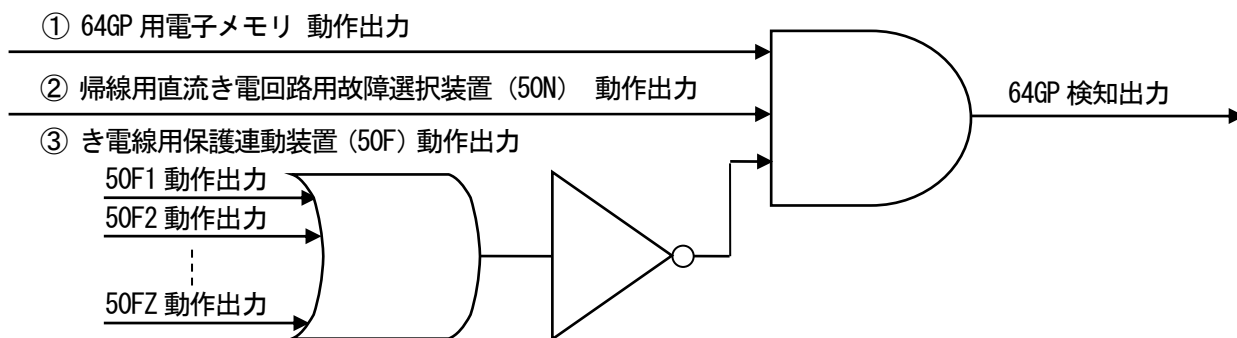 ① 64GP 用電子メモリ 動作出力
② 帰線用直流き電回路用故障選択装置 (50N) 動作出力
64GP 検知出力
③ き電線用保護連動装置 (50F) 動作出力
50F1 動作出力
50F2 動作出力
50FZ 動作出力